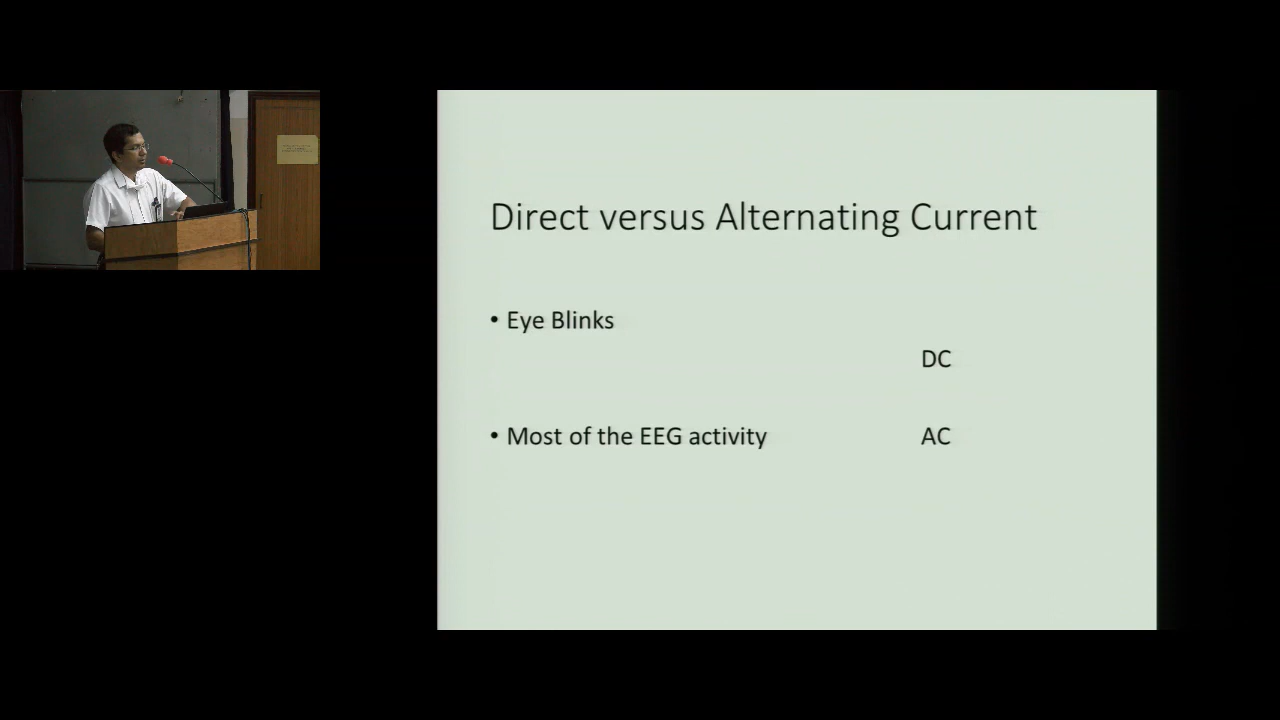 Direct versus Alternating Current
• Eye Blinks
DC
• Most of the EEG activity AC